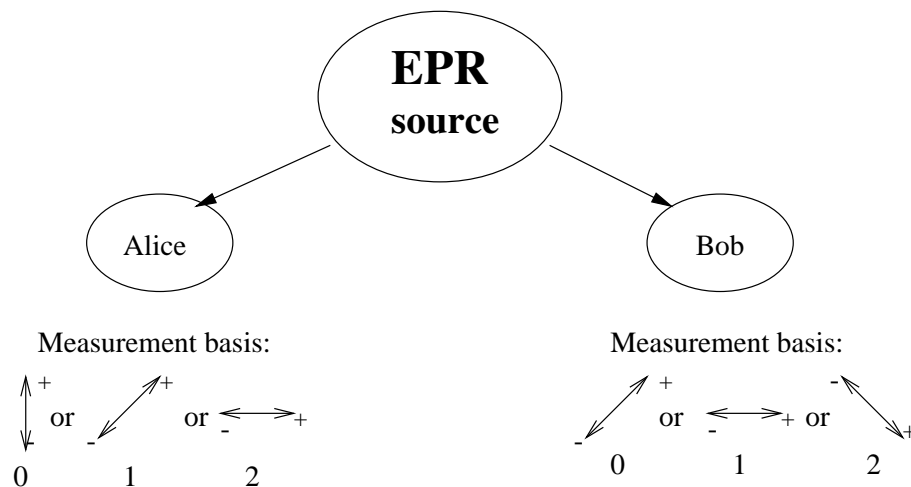 EPR
source
Alice
Bob
Measurement basis:
+ or + or +
- - -
0 1 2
Measurement basis:
+ or + or -
- - +
0 1 2